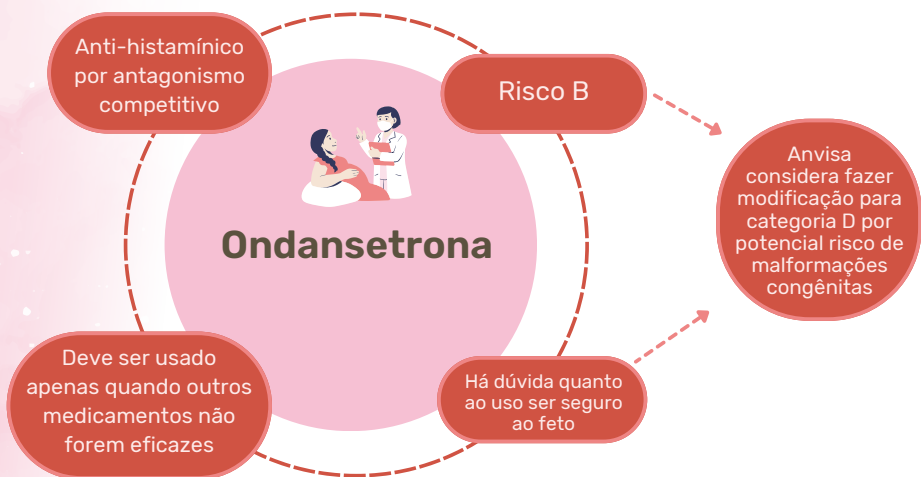 Anti-histamínico
por antagonismo
competitivo
Risco B
Anvisa
considera fazer
modificação para
categoria D por
potencial risco de
malformações
congênitas
Ondansetrona
Deve ser usado
apenas quando outros
medicamentos não
forem eficazes
Há dúvida quanto
ao uso ser seguro
ao feto